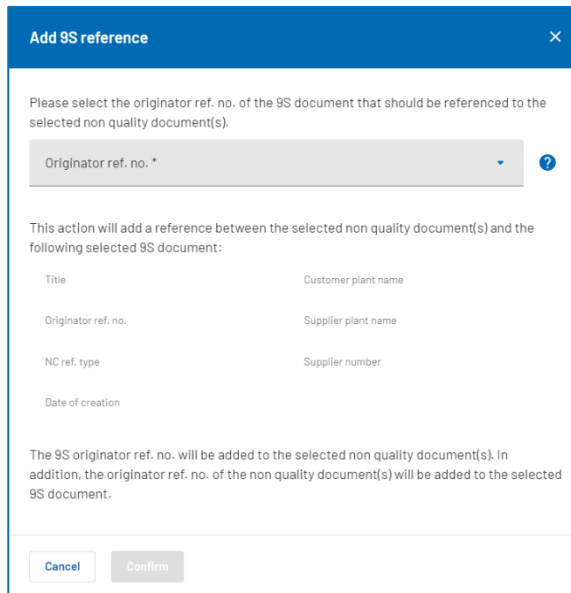 Add 9S reference
Please select the originator ref. no. of the 9S document that should be referenced to the
selected non quality document(s).
Originator ref. no. *
?
This action will add a reference between the selected non quality document(s) and the
following selected 9S document:
Title
Customer plant name
Originator ref. no.
Supplier plant name
NC ref. type
Supplier number
Date of creation
The 9S originator ref. no. will be added to the selected non quality document(s). In
addition, the originator ref. no. of the non quality document(s) will be added to the selected
9S document.
Cancel
Confirm